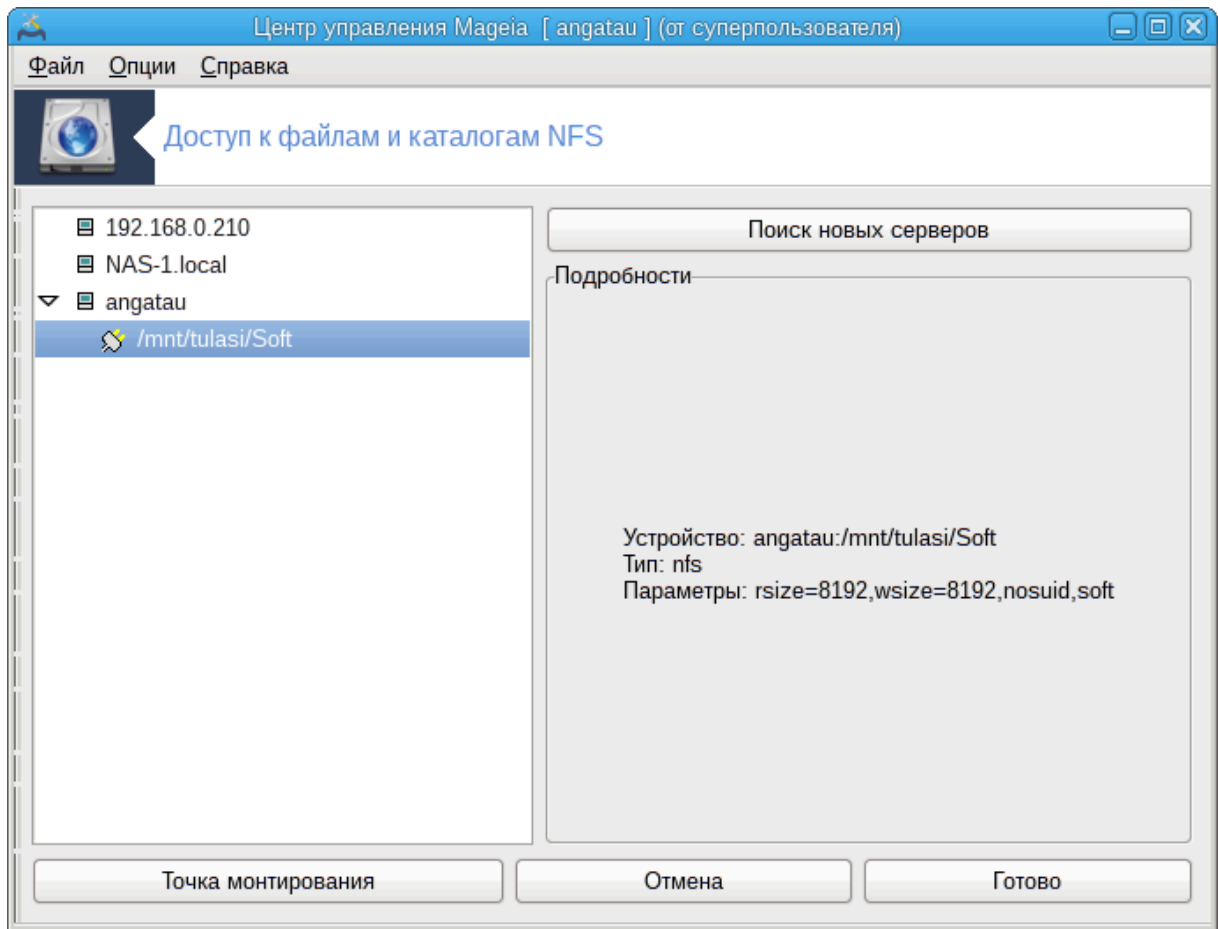 Центр управления Mageia [ angatau ] (от суперпользователя)
Файл Опции Справка
Доступ к файлам и каталогам NFS
192.168.0.210
NAS-1.local
angatau
/mnt/tulasi/Soft
Поиск новых серверов
Подробности
Устройство: angatau:/mnt/tulasi/Soft
Тип: nfs
Параметры: rsize=8192,wsize=8192,nosuid,soft
Точка монтирования
Отмена
Готово